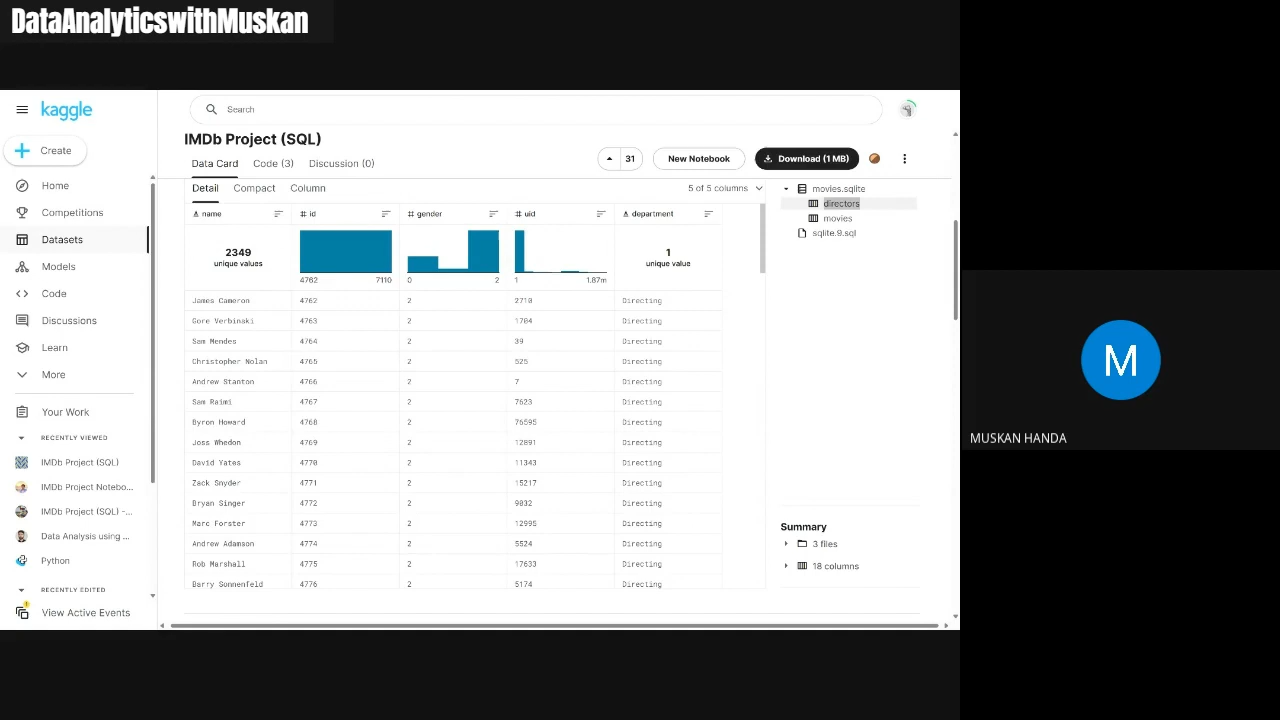 DataAnalyticswithMuskan
kaggle
Search
Create
Home
Competitions
Datasets
Models
Code
Discussions
Learn
More
Your Work
RECENTLY VIEWED
IMDb Project (SQL)
IMDb Project Notebo...
IMDb Project (SQL) -...
Data Analysis using ...
Python
RECENTLY EDITED
View Active Events
IMDb Project (SQL)
Data Card Code (3) Discussion (0)
31 New Notebook Download (1 MB)
Detail Compact Column 5 of 5 columns
name # id # gender # uid department
2349 unique values 4762 7110 0 2 1 1.87m 1 unique value
James Cameron 4762 2 2710 Directing
Gore Verbinski 4763 2 1704 Directing
Sam Mendes 4764 2 39 Directing
Christopher Nolan 4765 2 525 Directing
Andrew Stanton 4766 2 7 Directing
Sam Raimi 4767 2 7623 Directing
Byron Howard 4768 2 76595 Directing
Joss Whedon 4769 2 12891 Directing
David Yates 4770 2 11343 Directing
Zack Snyder 4771 2 15217 Directing
Bryan Singer 4772 2 9032 Directing
Marc Forster 4773 2 12995 Directing
Andrew Adamson 4774 2 5524 Directing
Rob Marshall 4775 2 17633 Directing
Barry Sonnenfeld 4776 2 5174 Directing
movies.sqlite
directors
movies
sqlite.9.sql
Summary
3 files
18 columns
M
MUSKAN HANDA